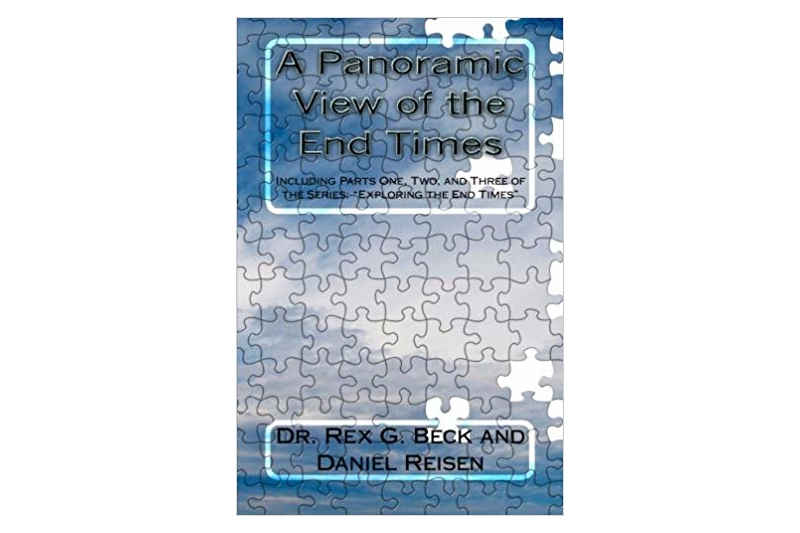 A Panoramic
View of the
End Times
Including Parts One, Two, and Three of
the Series: "Exploring the End Times"
Dr. Rex G. Beck and
Daniel Reisen